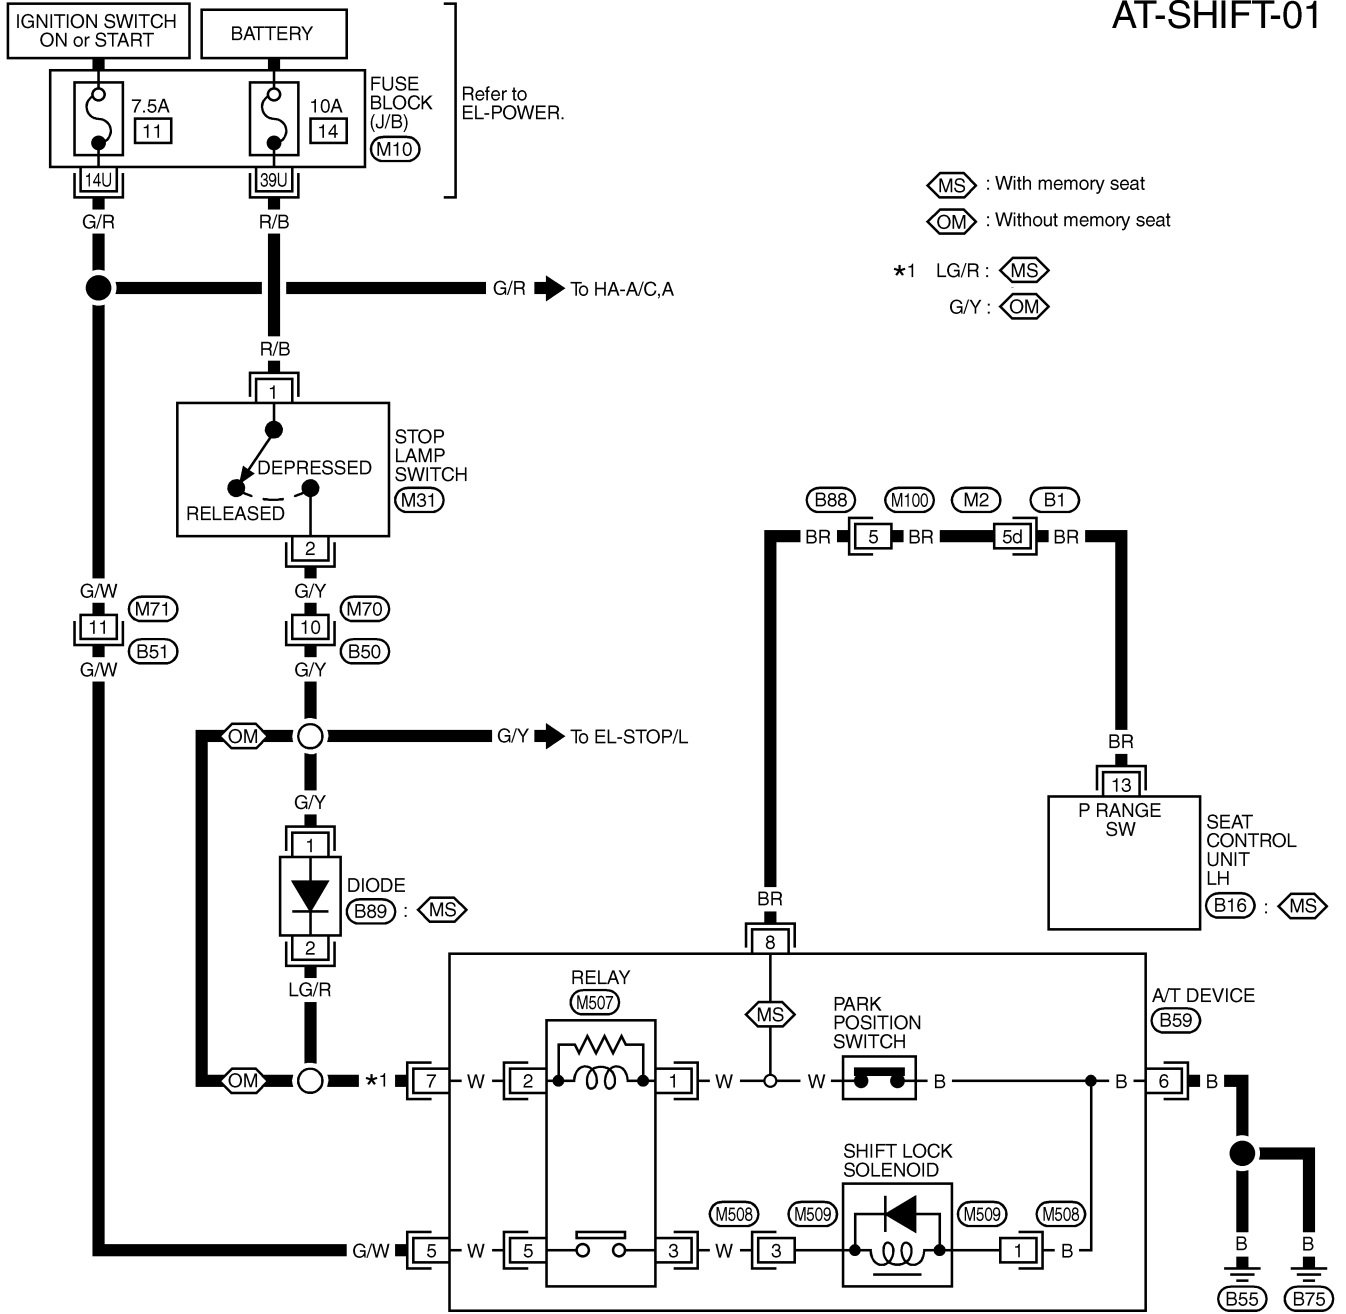 AT-SHIFT-01
IGNITION SWITCH
ON or START
BATTERY
7.5A
11
10A
14
FUSE
BLOCK
(J/B)
M10
Refer to
EL-POWER.
14U
39U
G/R
R/B
MS : With memory seat
OM : Without memory seat
*1 LG/R : MS
G/Y : OM
G/R
To HA-A/C,A
R/B
1
STOP
LAMP
SWITCH
M31
DEPRESSED
RELEASED
2
B88
M100
M2
B1
BR
5
BR
5d
BR
G/W
G/Y
M71
M70
11
10
B51
B50
G/W
G/Y
OM
G/Y
To EL-STOP/L
BR
G/Y
13
P RANGE
SW
SEAT
CONTROL
UNIT
LH
B16 : MS
1
DIODE
B89 : MS
2
LG/R
BR
8
RELAY
M507
MS
PARK
POSITION
SWITCH
A/T DEVICE
B59
OM
*1
7
W
2
1
W
W
B
B
6
B
SHIFT LOCK
SOLENOID
M508
M509
M509
M508
G/W
5
W
5
3
W
3
1
B
B
B
B55
B75